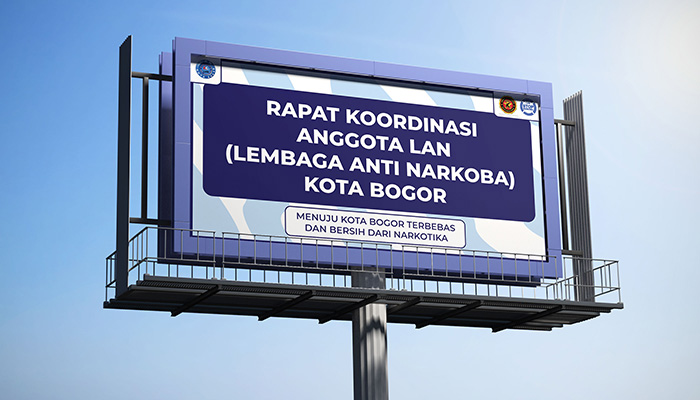 RAPAT KOORDINASI
ANGGOTA LAN
(LEMBAGA ANTI NARKOBA)
KOTA BOGOR
MENUJU KOTA BOGOR TERBEBAS
DAN BERSIH DARI NARKOTIKA